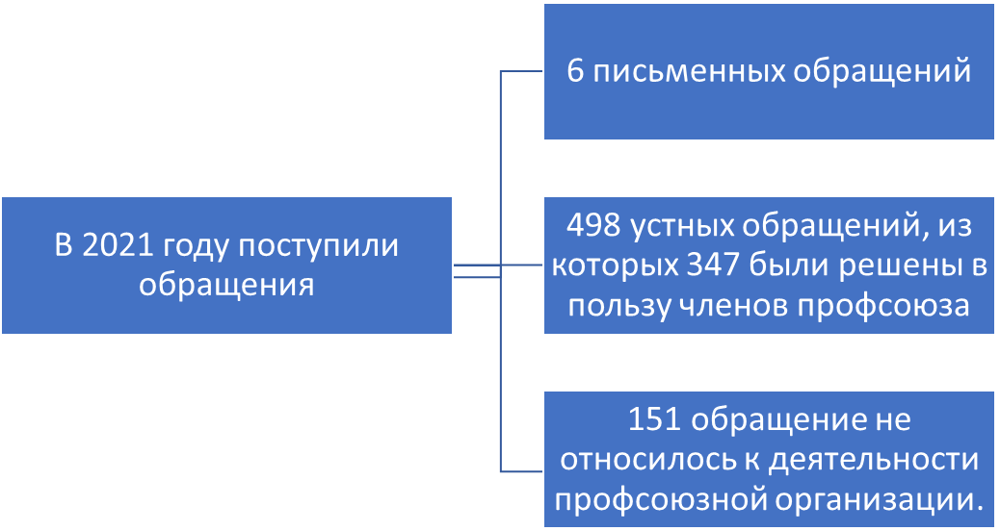 В 2021 году поступили
обращения
6 письменных обращений
498 устных обращений, из
которых 347 были решены в
пользу членов профсоюза
151 обращение не
относилось к деятельности
профсоюзной организации.